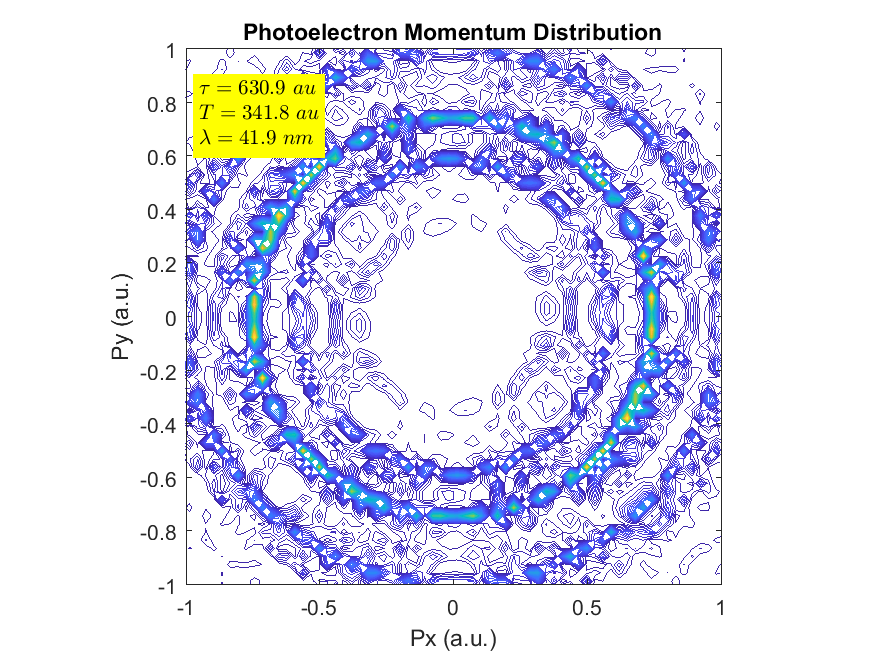 Photoelectron Momentum Distribution
τ = 630.9 au
T = 341.8 au
λ = 41.9 nm
1
0.8
0.6
0.4
0.2
0
-0.2
-0.4
-0.6
-0.8
-1
Py (a.u.)
-1 -0.5 0 0.5 1
Px (a.u.)